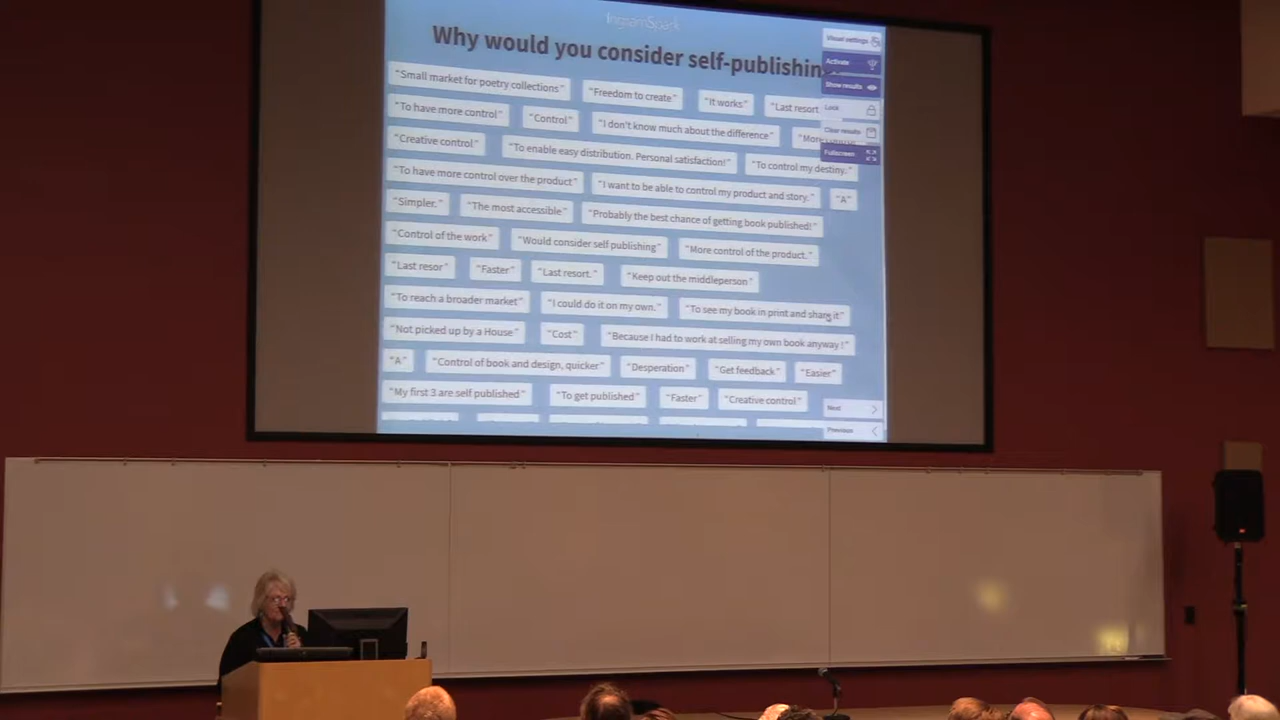 IngramSpark
Why would you consider self-publishin
Visual settings
Activate
Show results
Lock
Clear results
Fullscreen
"Small market for poetry collections" "Freedom to create" "It works" "Last resort
"To have more control" "Control" "I don't know much about the difference" "More
"Creative control" "To enable easy distribution. Personal satisfaction!" "To control my destiny."
"To have more control over the product" "I want to be able to control my product and story." "A"
"Simpler." "The most accessible" "Probably the best chance of getting book published!"
"Control of the work" "Would consider self publishing" "More control of the product."
"Last resor" "Faster" "Last resort." "Keep out the middleperson"
"To reach a broader market" "I could do it on my own." "To see my book in print and share it"
"Not picked up by a House" "Cost" "Because I had to work at selling my own book anyway !"
"A" "Control of book and design, quicker" "Desperation" "Get feedback" "Easier"
"My first 3 are self published" "To get published" "Faster" "Creative control"
Next
Previous